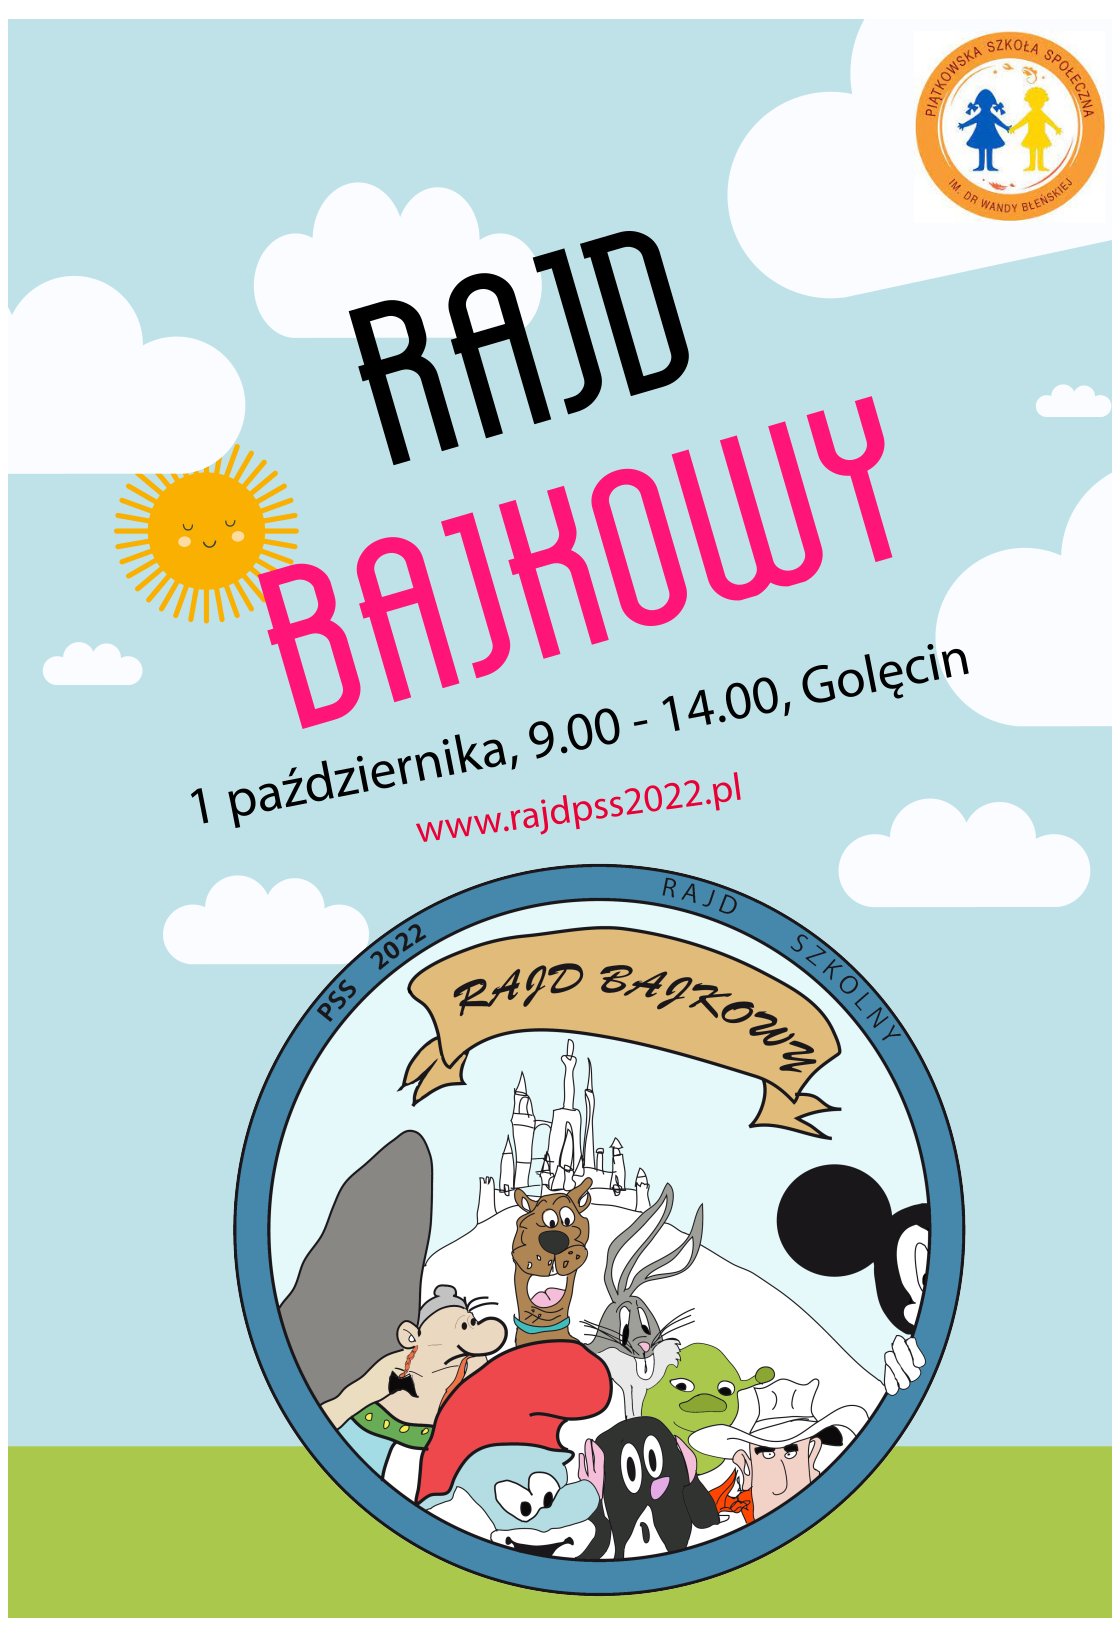 PIĄTKOWSKA SZKOŁA SPOŁECZNA
IM. DR WANDY BŁEŃSKIEJ
RAJD
BAJKOWY
1 października, 9.00 - 14.00, Golęcin
www.rajdpss2022.pl
PSS 2022
RAJD SZKOLNY
RAJD BAJKOWY